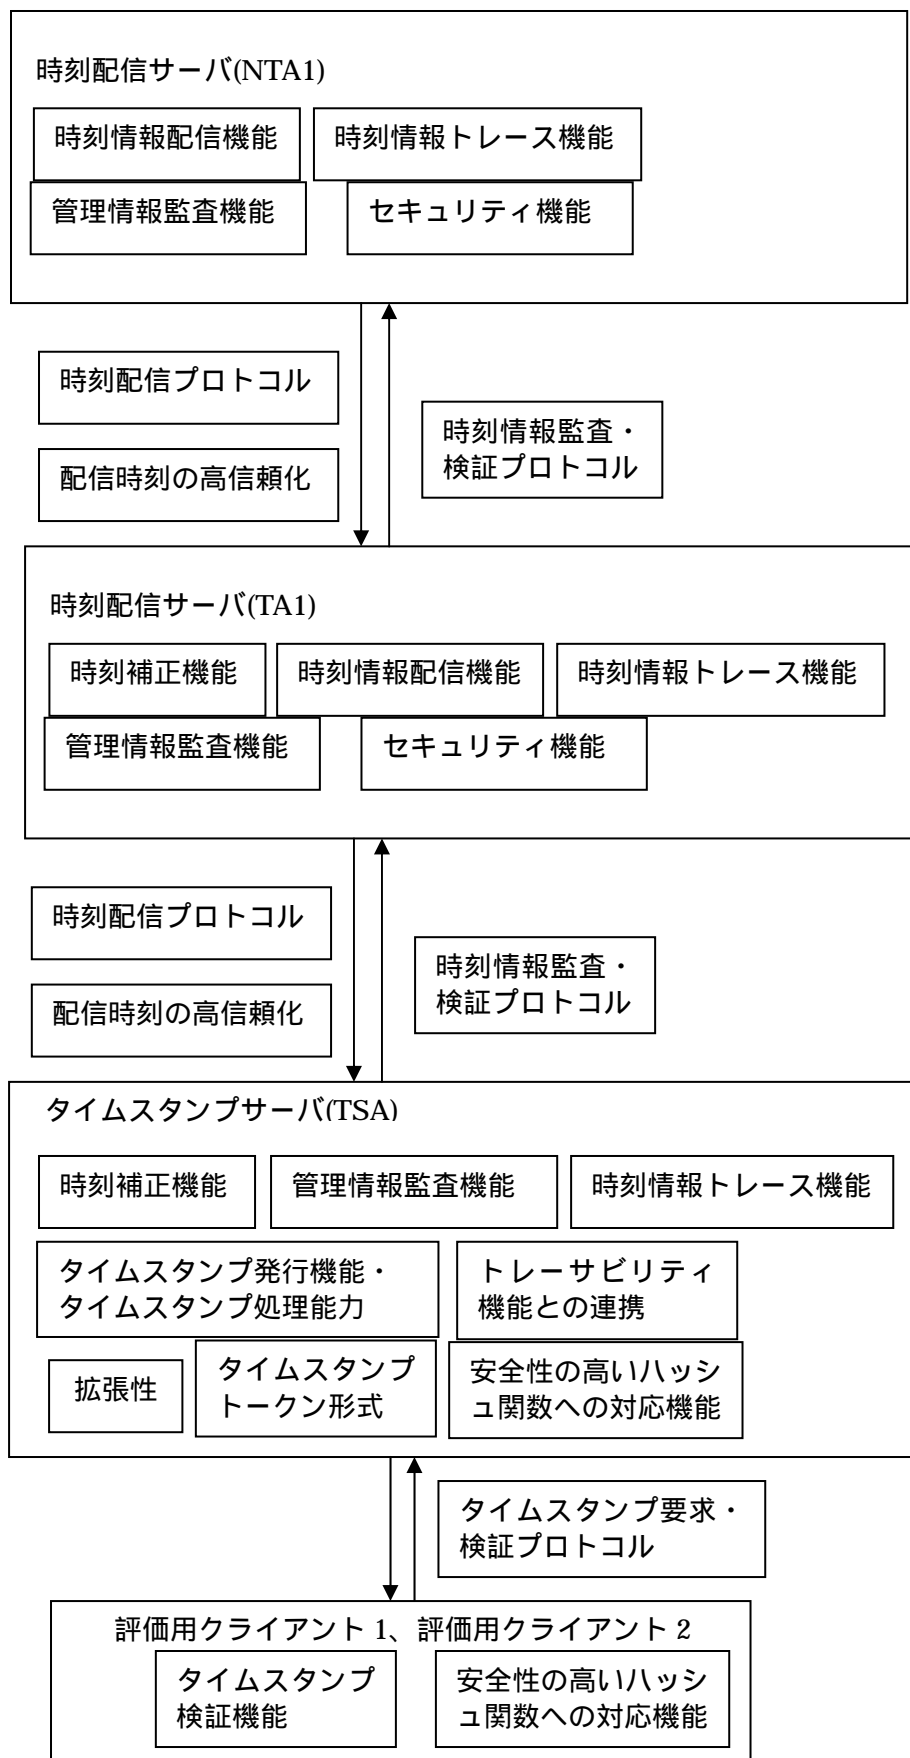 時刻配信サーバ(NTA1)
時刻情報配信機能
時刻情報トレース機能
管理情報監査機能
セキュリティ機能
時刻配信プロトコル
配信時刻の高信頼化
時刻情報監査・
検証プロトコル
時刻配信サーバ(TA1)
時刻補正機能
時刻情報配信機能
時刻情報トレース機能
管理情報監査機能
セキュリティ機能
時刻配信プロトコル
配信時刻の高信頼化
時刻情報監査・
検証プロトコル
タイムスタンプサーバ(TSA)
時刻補正機能
管理情報監査機能
時刻情報トレース機能
タイムスタンプ発行機能・
タイムスタンプ処理能力
トレーサビリティ
機能との連携
拡張性
タイムスタンプ
トークン形式
安全性の高いハッシ
ュ関数への対応機能
タイムスタンプ要求・
検証プロトコル
評価用クライアント 1、評価用クライアント 2
タイムスタンプ
検証機能
安全性の高いハッシ
ュ関数への対応機能